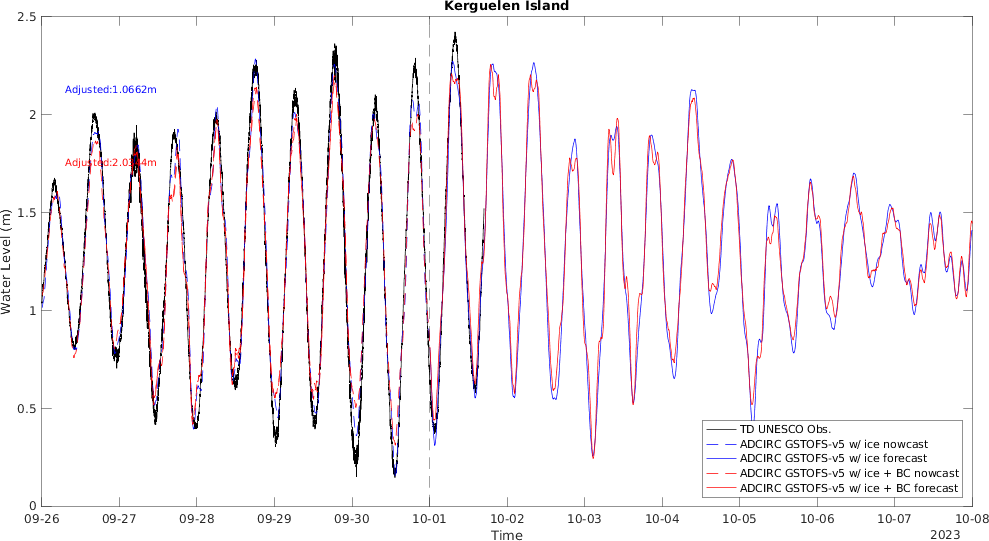 Kerguelen Island
2.5
2
1.5
1
0.5
0
Water Level (m)
Adjusted:1.0662m
TD UNESCO Obs.
ADCIRC GSTOFS-v5 w/ ice nowcast
ADCIRC GSTOFS-v5 w/ ice forecast
ADCIRC GSTOFS-v5 w/ ice + BC nowcast
ADCIRC GSTOFS-v5 w/ ice + BC forecast
09-26 09-27 09-28 09-29 09-30 10-01 10-02 10-03 10-04 10-05 10-06 10-07 10-08
Time
2023